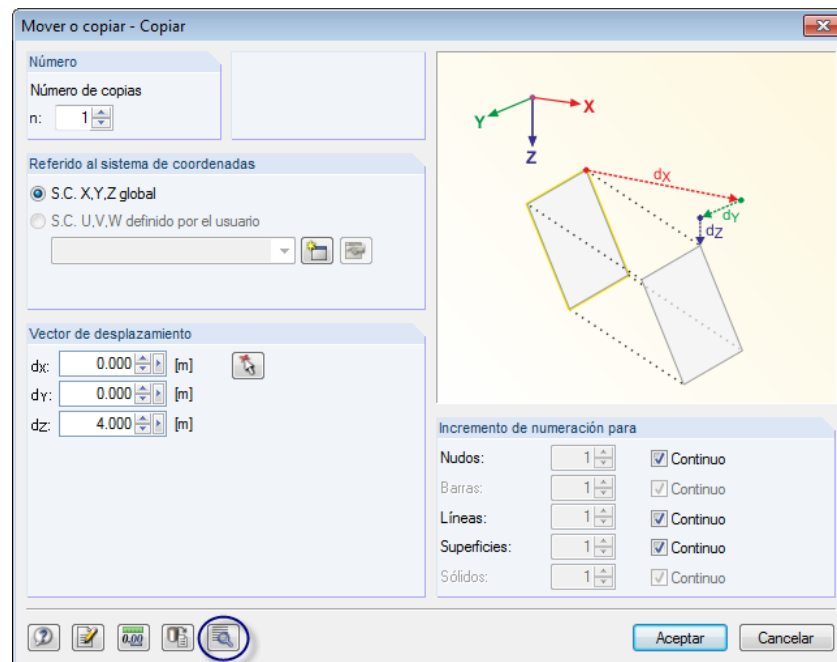 Mover o copiar - Copiar
Número
Número de copias
n: 1
Referido al sistema de coordenadas
S.C. X,Y,Z global
S.C. U,V,W definido por el usuario
Vector de desplazamiento
dX: 0.000 [m]
dY: 0.000 [m]
dZ: 4.000 [m]
X
Y
Z
dX
dY
dZ
Incremento de numeración para
Nudos: 1 Continuo
Barras: 1 Continuo
Líneas: 1 Continuo
Superficies: 1 Continuo
Sólidos: 1 Continuo
0.00
Aceptar Cancelar